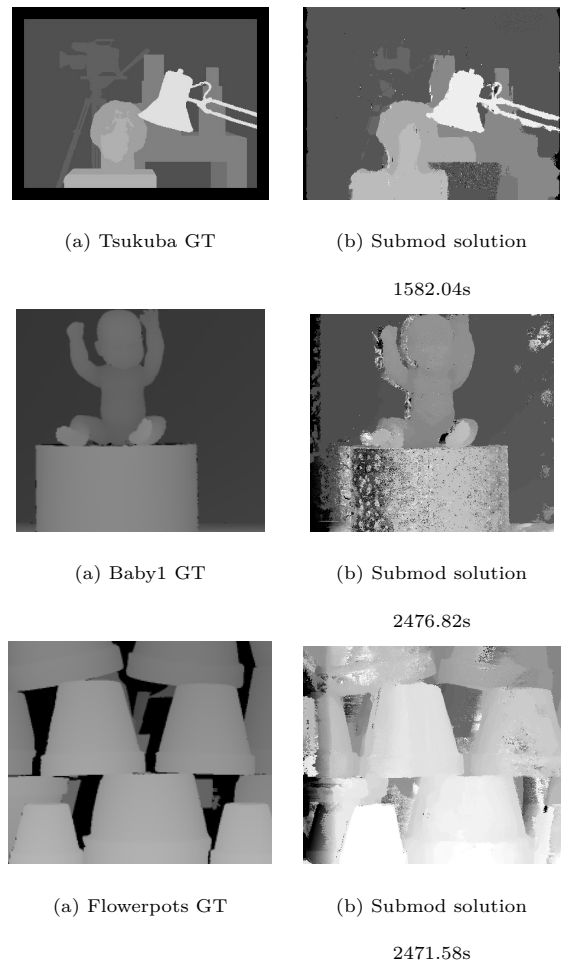 (a) Tsukuba GT
(b) Submod solution
1582.04s
(a) Baby1 GT
(b) Submod solution
2476.82s
(a) Flowerpots GT
(b) Submod solution
2471.58s